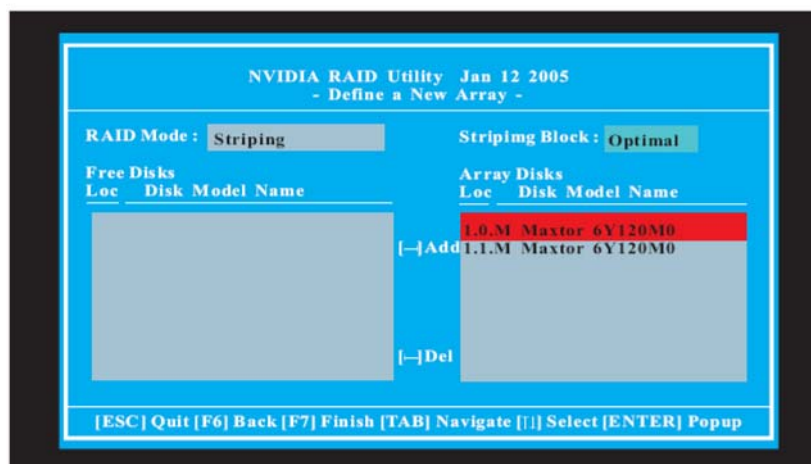 NVIDIA RAID Utility Jan 12 2005
- Define a New Array -
RAID Mode : Striping
Stripimg Block : Optimal
Free Disks
Loc Disk Model Name
Array Disks
Loc Disk Model Name
1.0.M Maxtor 6Y120M0
1.1.M Maxtor 6Y120M0
[→]Add
[←]Del
[ESC] Quit [F6] Back [F7] Finish [TAB] Navigate [↑↓] Select [ENTER] Popup